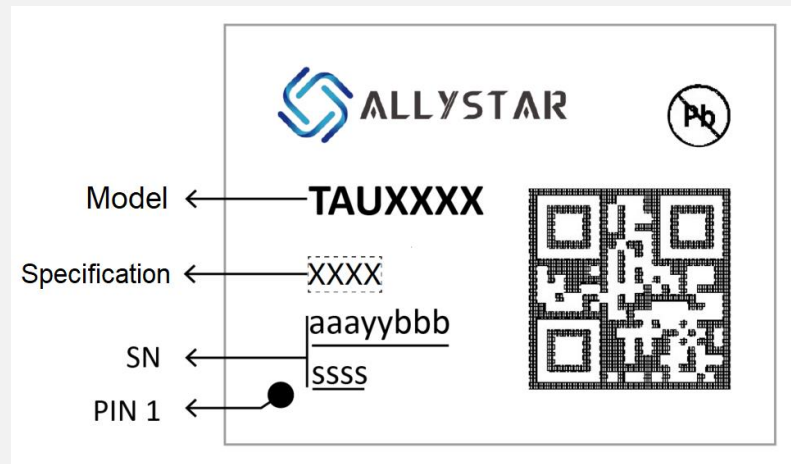 ALLYSTAR
Pb
Model
TAUXXXX
Specification
XXXX
aaayybbb
SN
ssss
PIN 1